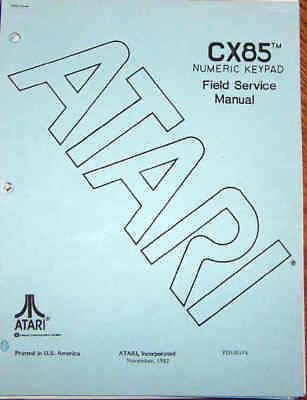 CX85™
NUMERIC KEYPAD
Field Service
Manual
ATARI
ATARI®
Printed in U.S. America
ATARI, Incorporated
November, 1982